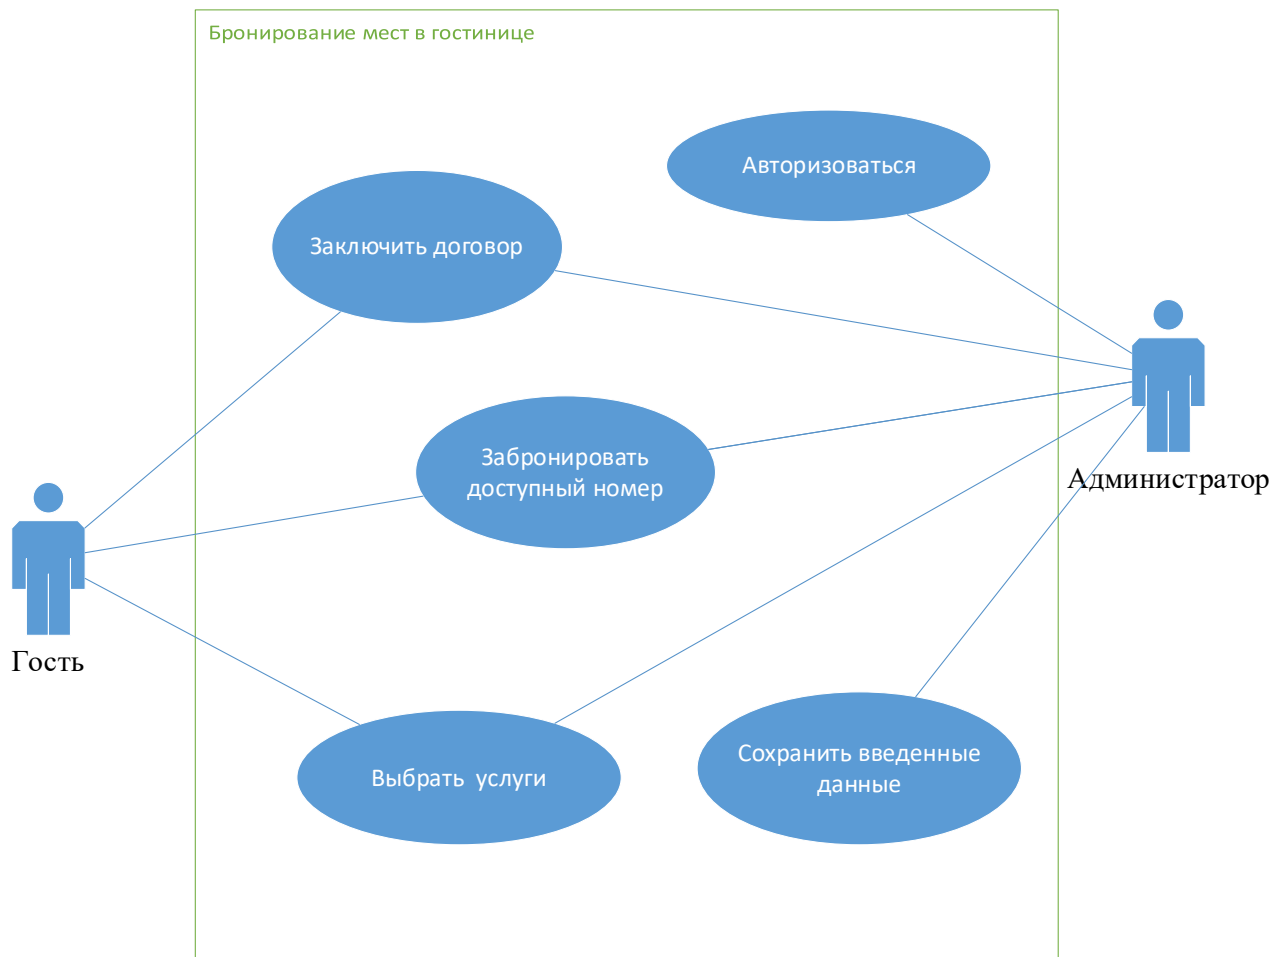 Бронирование мест в гостинице
Авторизоваться
Заключить договор
Забронировать
доступный номер
Администратор
Гость
Выбрать услуги
Сохранить введенные
данные